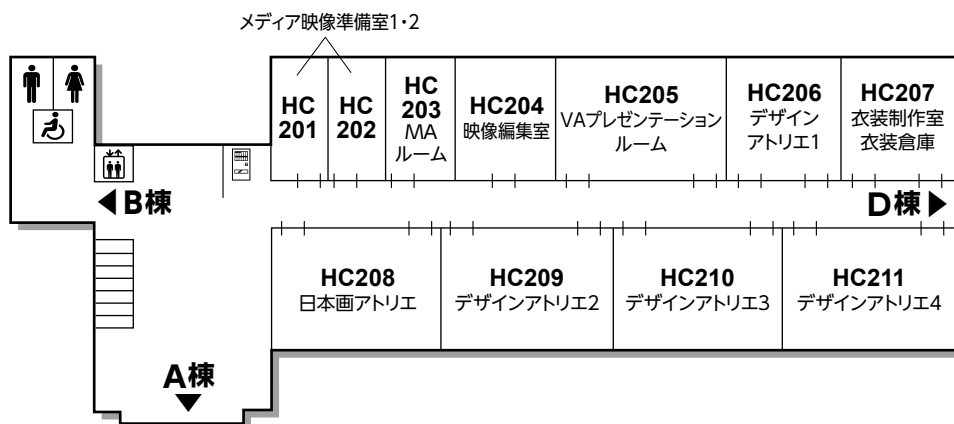 メディア映像準備室1・2
HC
201
HC
202
HC
203
MA
ルーム
HC204
映像編集室
HC205
VAプレゼンテーション
ルーム
HC206
デザイン
アトリエ1
HC207
衣装制作室
衣装倉庫
◀B棟
D棟▶
HC208
日本画アトリエ
HC209
デザインアトリエ2
HC210
デザインアトリエ3
HC211
デザインアトリエ4
A棟
▼